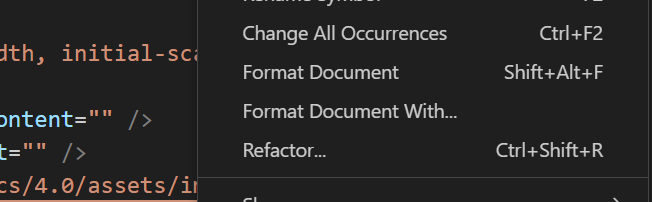 Change All Occurrences Ctrl+F2
dth, initial-sca
Format Document Shift+Alt+F
Format Document With...
ontent="" />
t="" />
Refactor... Ctrl+Shift+R
cs/4.0/assets/in